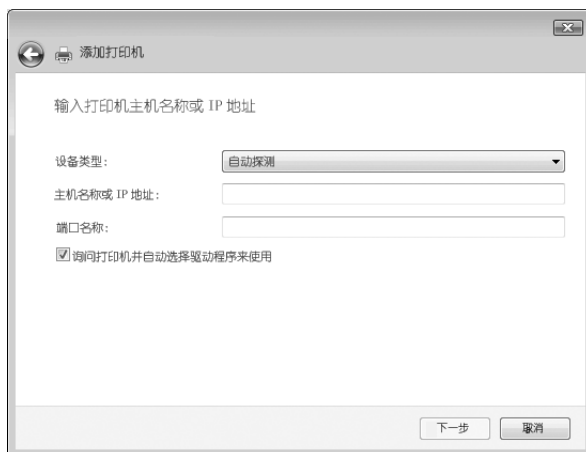 添加打印机
输入打印机主机名称或 IP 地址
设备类型:
自动探测
主机名称或 IP 地址:
端口名称:
询问打印机并自动选择驱动程序来使用
下一步
取消